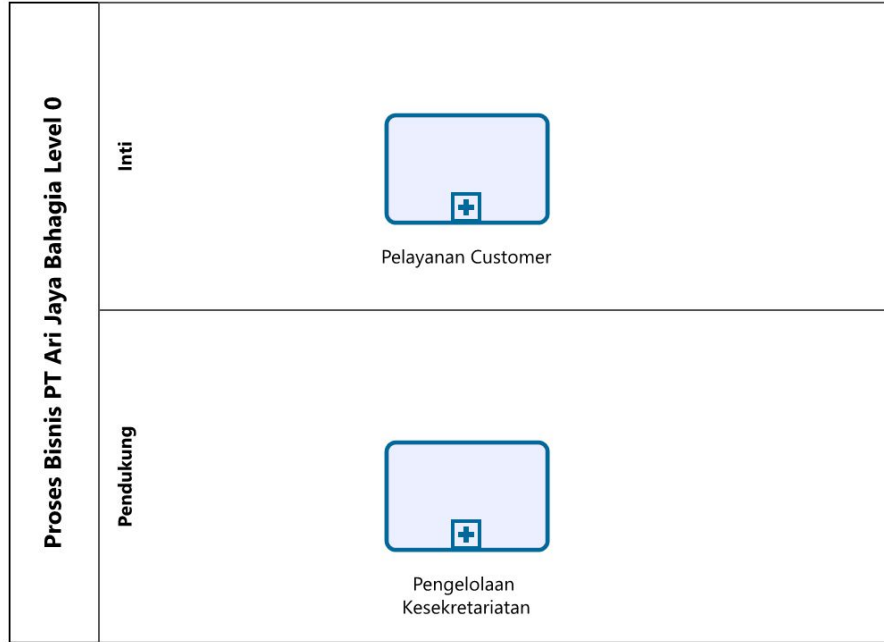 Proses Bisnis PT Ari Jaya Bahagia Level 0
Inti
Pelayanan Customer
Pendukung
Pengelolaan
Kesekretariatan